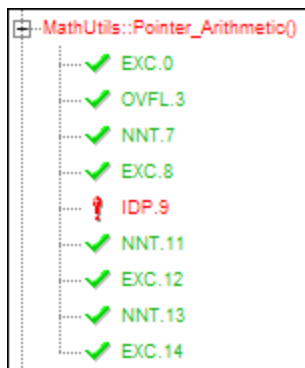 MathUtils::Pointer_Arithmetic()
EXC.0
OVFL.3
NNT.7
EXC.8
IDP.9
NNT.11
EXC.12
NNT.13
EXC.14